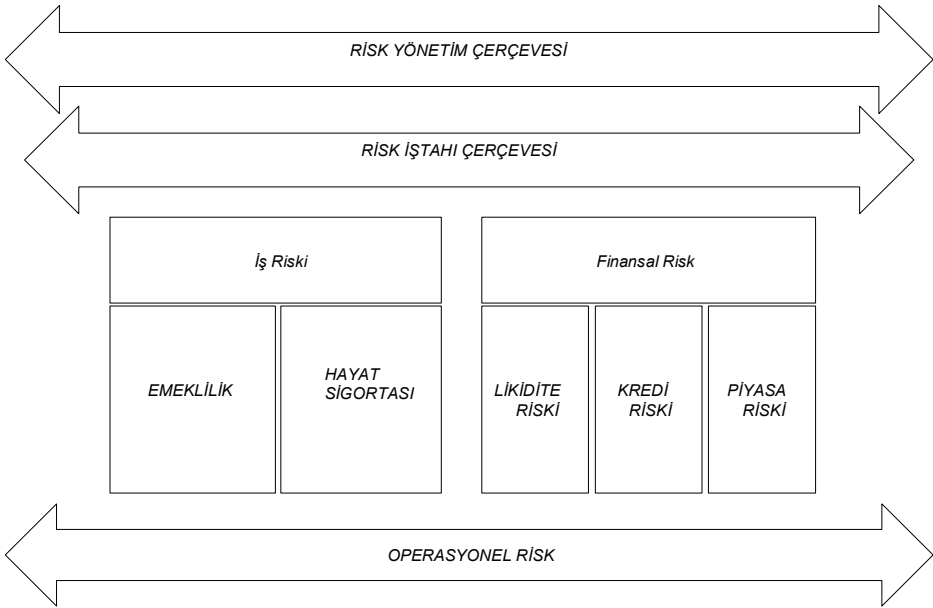 RİSK YÖNETİM ÇERÇEVESİ
RİSK İŞTAHI ÇERÇEVESİ
İş Riski
Finansal Risk
EMEKLİLİK
HAYAT
SİGORTASI
LİKİDİTE
RİSKİ
KREDİ
RİSKİ
PİYASA
RİSKİ
OPERASYONEL RİSK